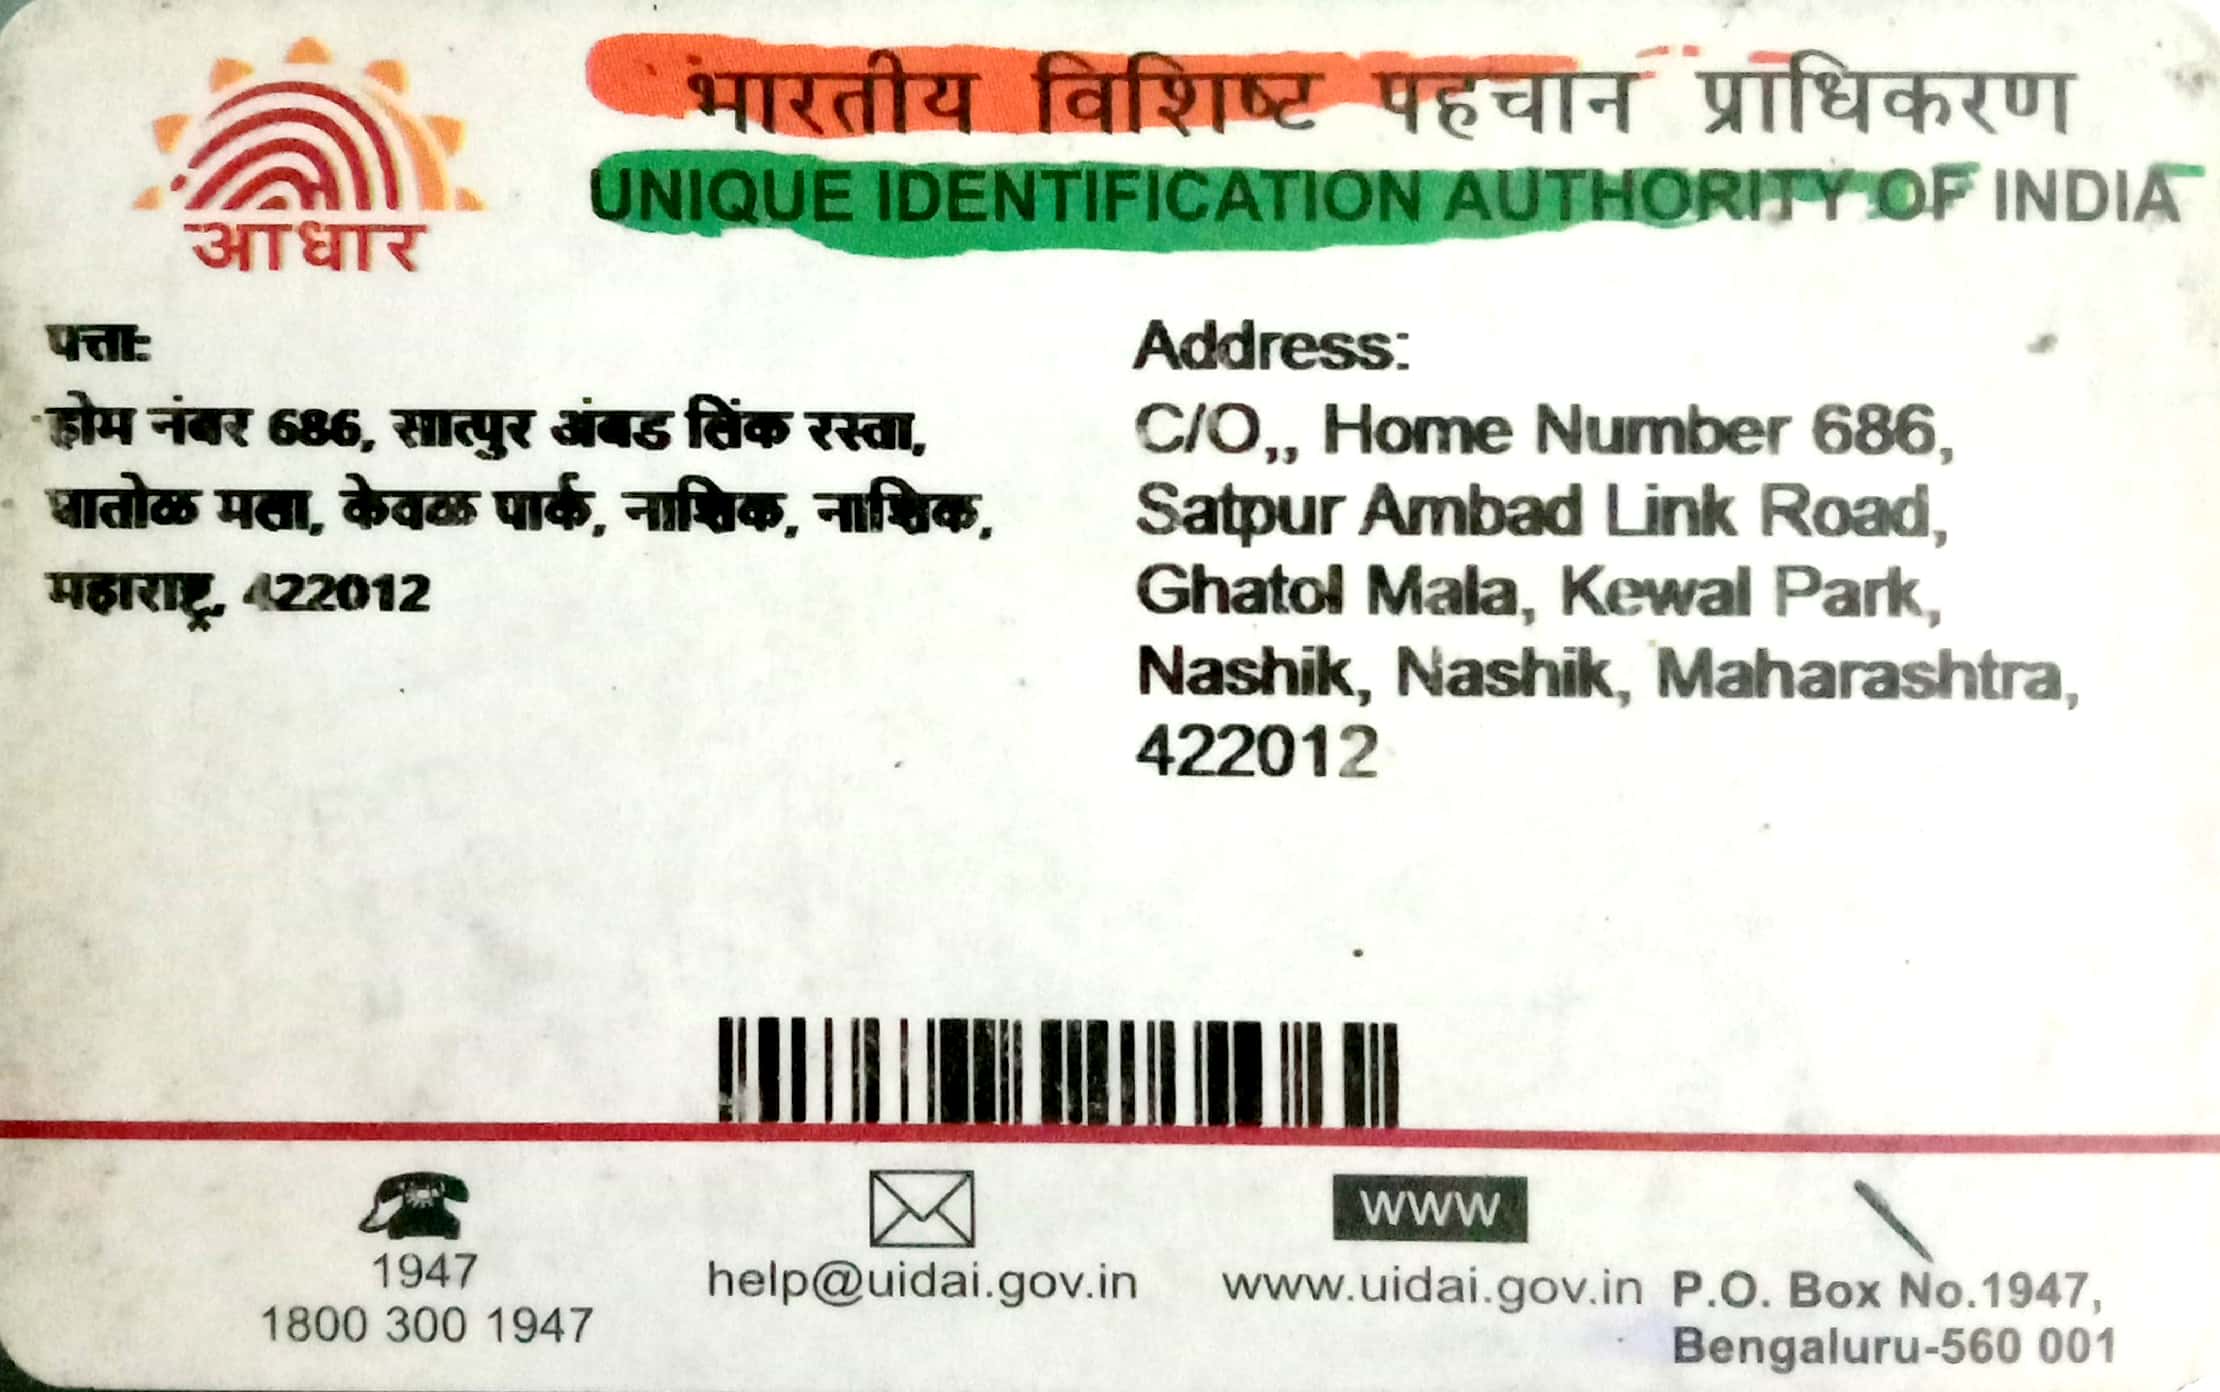 आधार
भारतीय विशिष्ट पहचान प्राधिकरण
UNIQUE IDENTIFICATION AUTHORITY OF INDIA
पत्ता:
होम नंबर 686, सात्पुर अंबड लिंक रस्ता,
घातोळ मला, केवळ पार्क, नाशिक, नाशिक,
महाराष्ट्र, 422012
Address:
C/O,, Home Number 686,
Satpur Ambad Link Road,
Ghatol Mala, Kewal Park,
Nashik, Nashik, Maharashtra,
422012
1947
1800 300 1947
help@uidai.gov.in
WWW
www.uidai.gov.in
P.O. Box No.1947,
Bengaluru-560 001